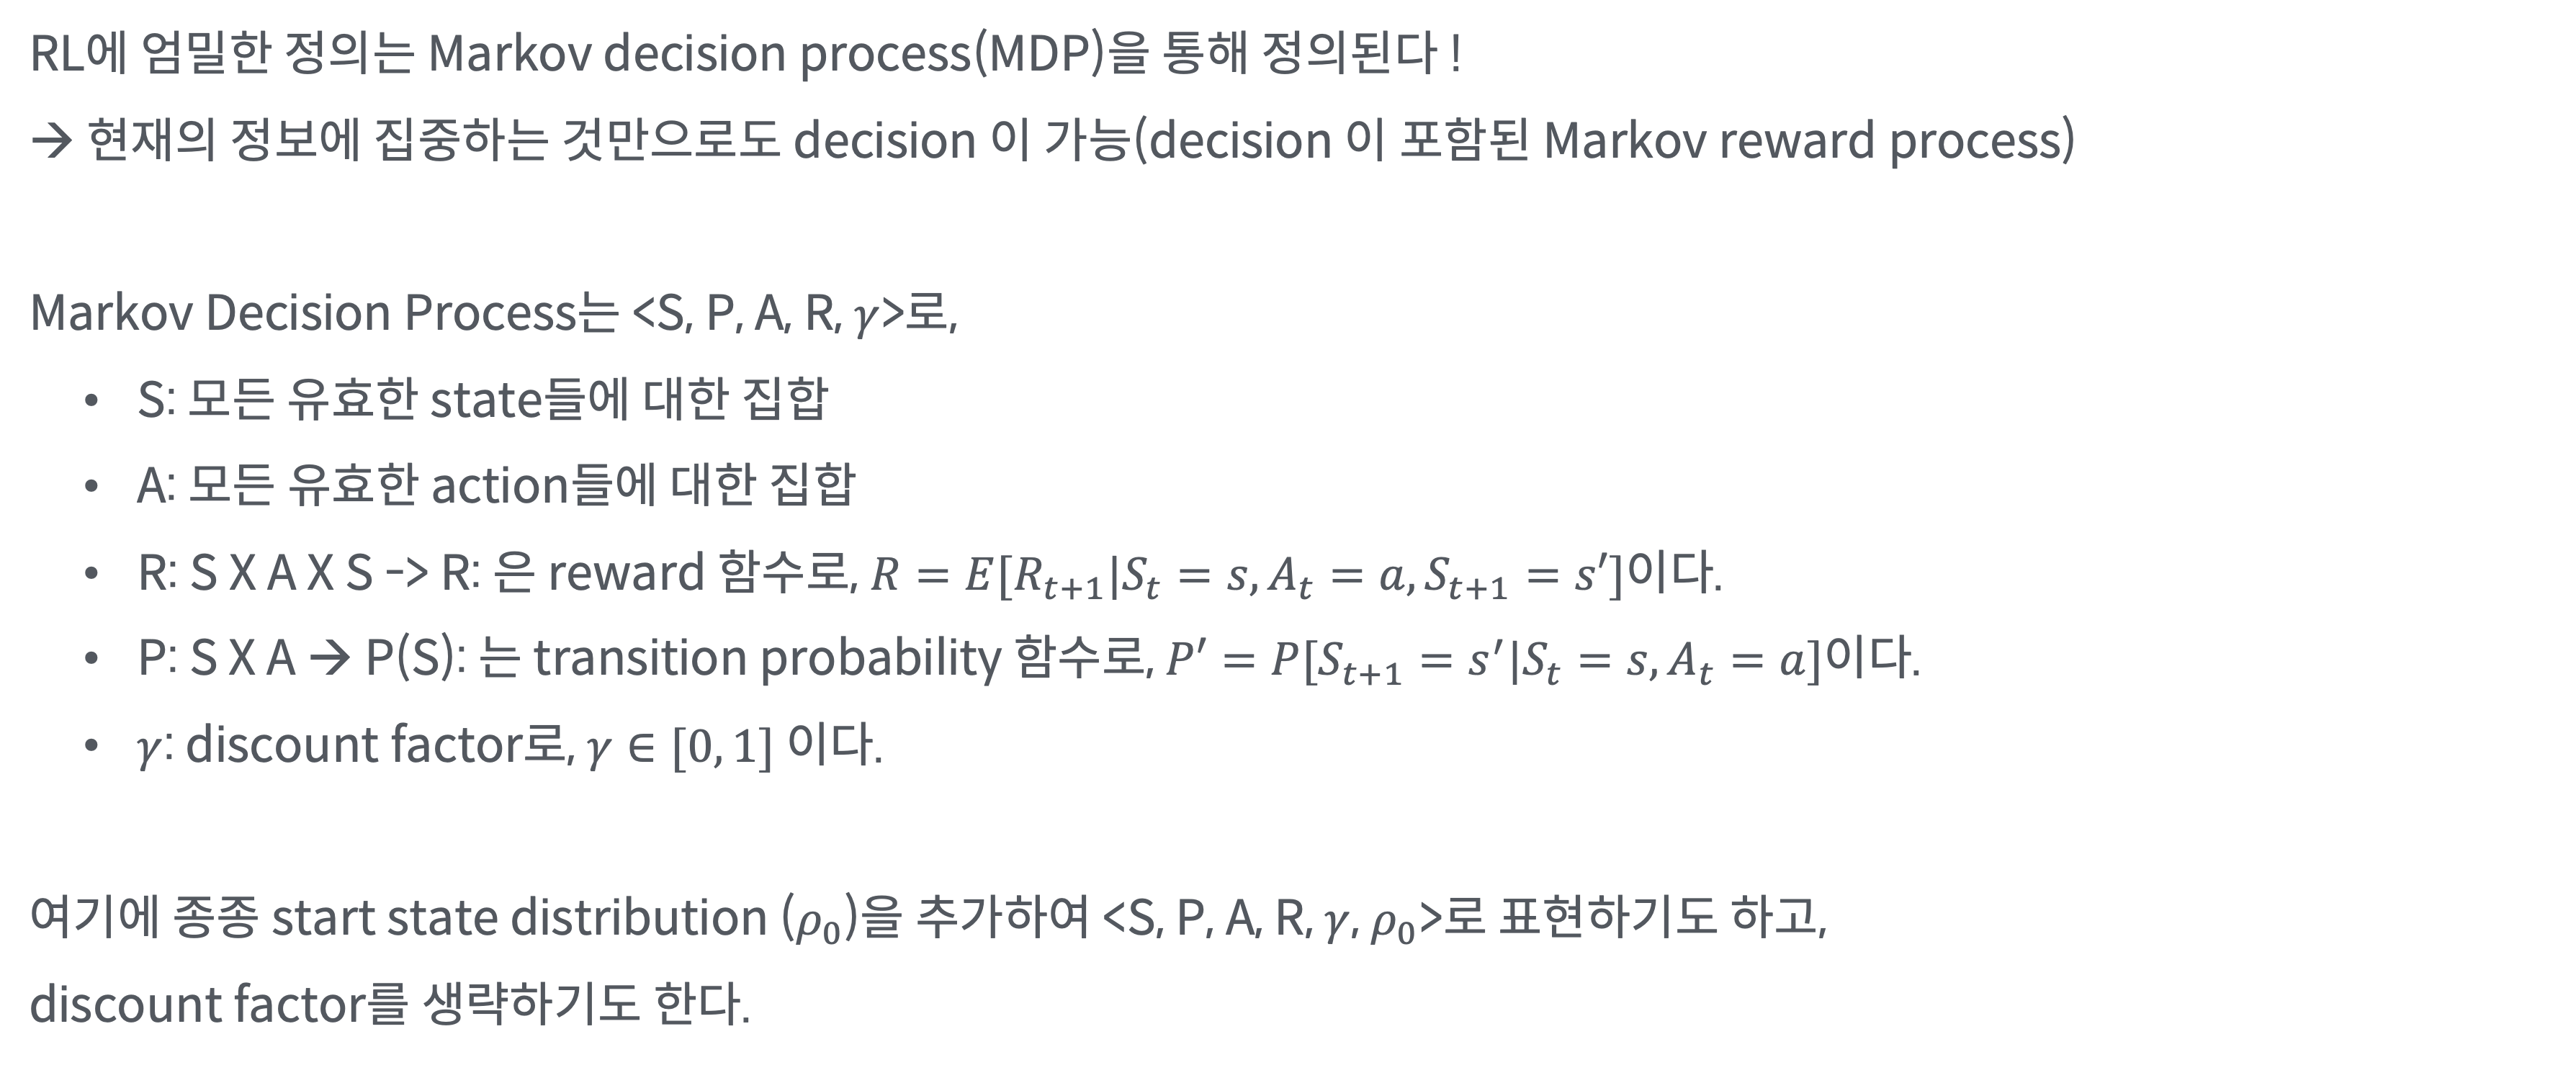 RL에 엄밀한 정의는 Markov decision process(MDP)을 통해 정의된다 !
→ 현재의 정보에 집중하는 것만으로도 decision 이 가능(decision 이 포함된 Markov reward process)
Markov Decision Process는 <S, P, A, R, γ>로,
• S: 모든 유효한 state들에 대한 집합
• A: 모든 유효한 action들에 대한 집합
• R: S X A X S -> R: 은 reward 함수로, R = E[R_{t+1}|S_t = s, A_t = a, S_{t+1} = s′]이다.
• P: S X A → P(S): 는 transition probability 함수로, P′ = P[S_{t+1} = s′|S_t = s, A_t = a]이다.
• γ: discount factor로, γ ∈ [0, 1] 이다.
여기에 종종 start state distribution (ρ₀)을 추가하여 <S, P, A, R, γ, ρ₀>로 표현하기도 하고,
discount factor를 생략하기도 한다.